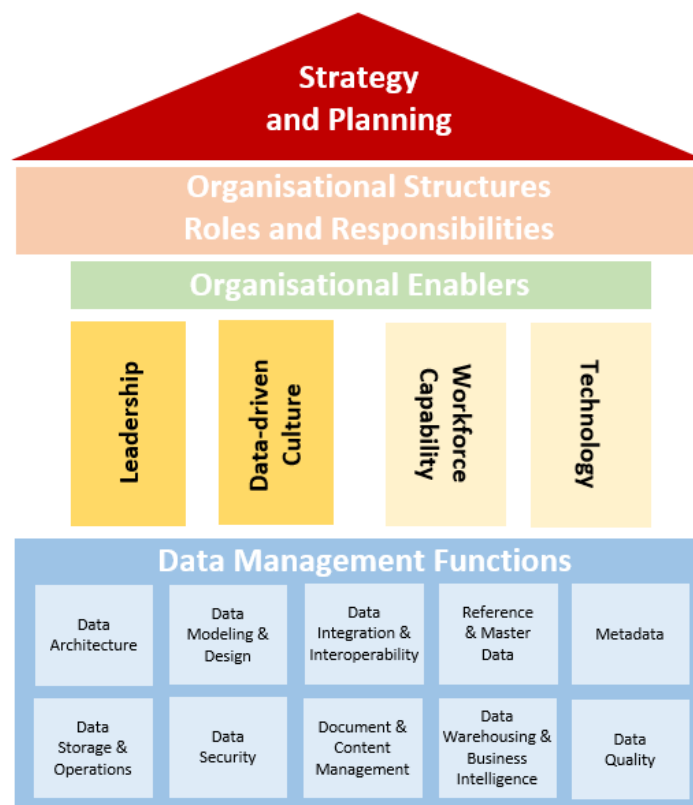 Strategy
and Planning
Organisational Structures
Roles and Responsibilities
Organisational Enablers
Leadership
Data-driven
Culture
Workforce
Capability
Technology
Data Management Functions
Data
Architecture
Data
Modeling &
Design
Data
Integration &
Interoperability
Reference
& Master
Data
Metadata
Data
Storage &
Operations
Data
Security
Document &
Content
Management
Data
Warehousing &
Business
Intelligence
Data
Quality